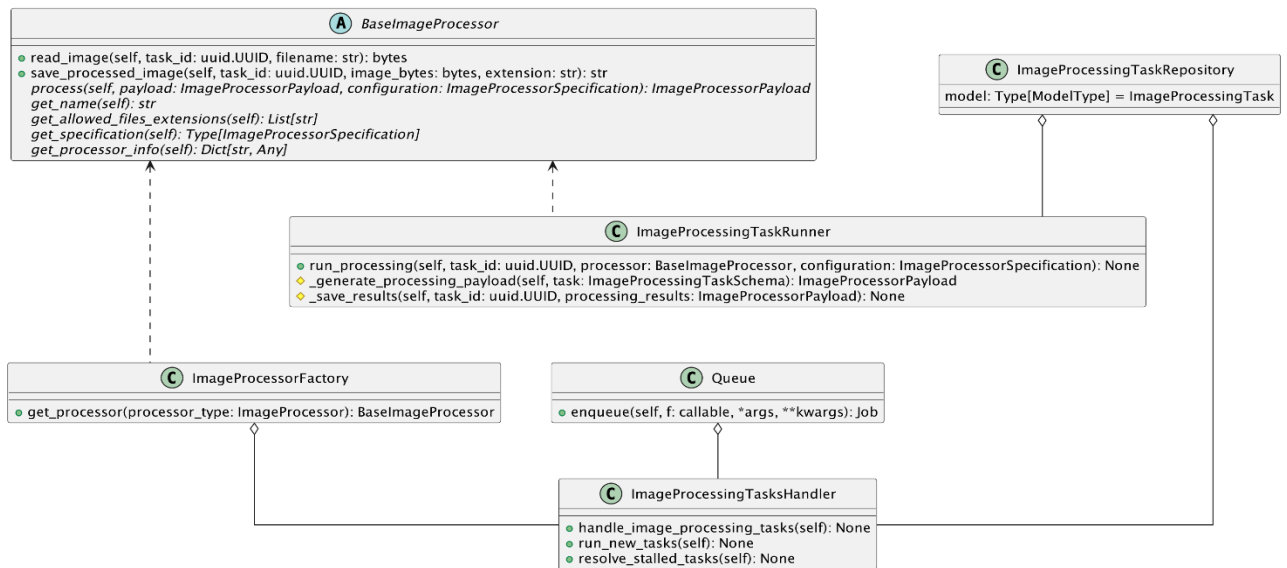 A BaseImageProcessor
read_image(self, task_id: uuid.UUID, filename: str): bytes
save_processed_image(self, task_id: uuid.UUID, image_bytes: bytes, extension: str): str
process(self, payload: ImageProcessorPayload, configuration: ImageProcessorSpecification): ImageProcessorPayload
get_name(self): str
get_allowed_files_extensions(self): List[str]
get_specification(self): Type[ImageProcessorSpecification]
get_processor_info(self): Dict[str, Any]
C ImageProcessingTaskRepository
model: Type[ModelType] = ImageProcessingTask
C ImageProcessingTaskRunner
run_processing(self, task_id: uuid.UUID, processor: BaseImageProcessor, configuration: ImageProcessorSpecification): None
_generate_processing_payload(self, task: ImageProcessingTaskSchema): ImageProcessorPayload
_save_results(self, task_id: uuid.UUID, processing_results: ImageProcessorPayload): None
C ImageProcessorFactory
get_processor(processor_type: ImageProcessor): BaseImageProcessor
C Queue
enqueue(self, f: callable, *args, **kwargs): Job
C ImageProcessingTasksHandler
handle_image_processing_tasks(self): None
run_new_tasks(self): None
resolve_stalled_tasks(self): None